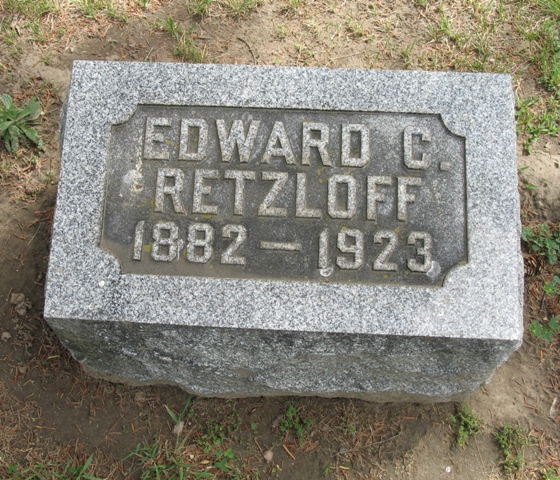 EDWARD C.
RETZLOFF
1882 — 1923